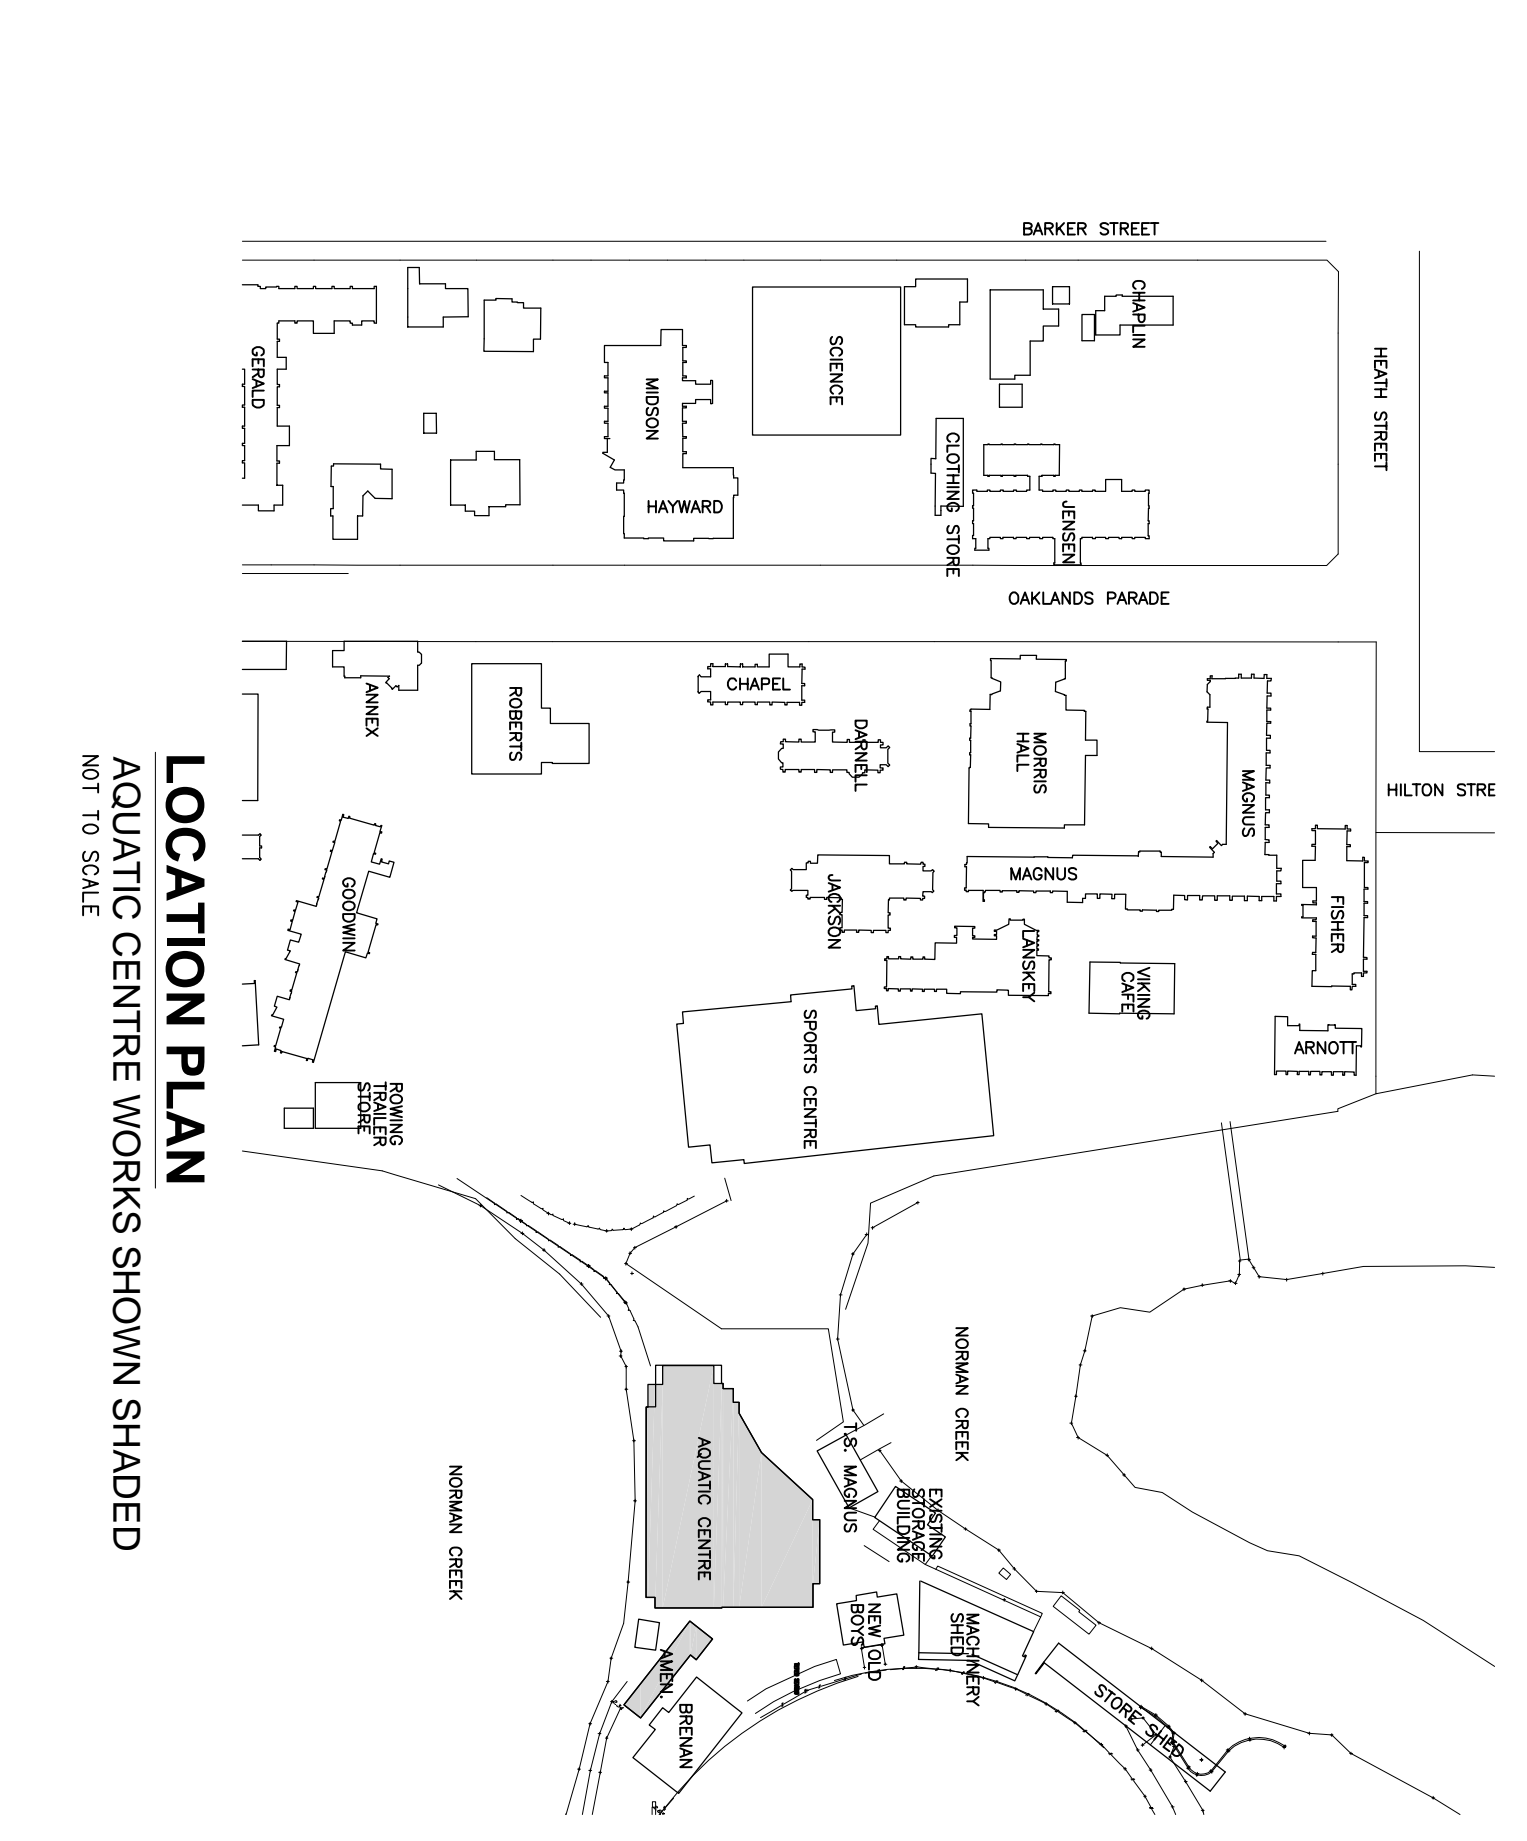 BARKER STREET
CHAPLIN
HEATH STREET
GERALD
SCIENCE
MIDSON
CLOTHING STORE
HAYWARD
JENSEN
OAKLANDS PARADE
ANNEX
ROBERTS
CHAPEL
DARNELL
MORRIS
HALL
MAGNUS
HILTON STRE
MAGNUS
GOODWIN
JACKSON
FISHER
LANSKEY
VIKING
CAFE
SPORTS CENTRE
ARNOTT
ROWING
TRAILER
STORE
LOCATION PLAN
AQUATIC CENTRE WORKS SHOWN SHADED
NOT TO SCALE
NORMAN CREEK
AQUATIC CENTRE
T.S. MAGNUS
NORMAN CREEK
EXISTING
STORAGE
BUILDING
NEW OLD
BOYS
MACHINERY
SHED
AMEN.
BRENAN
STORE SHED